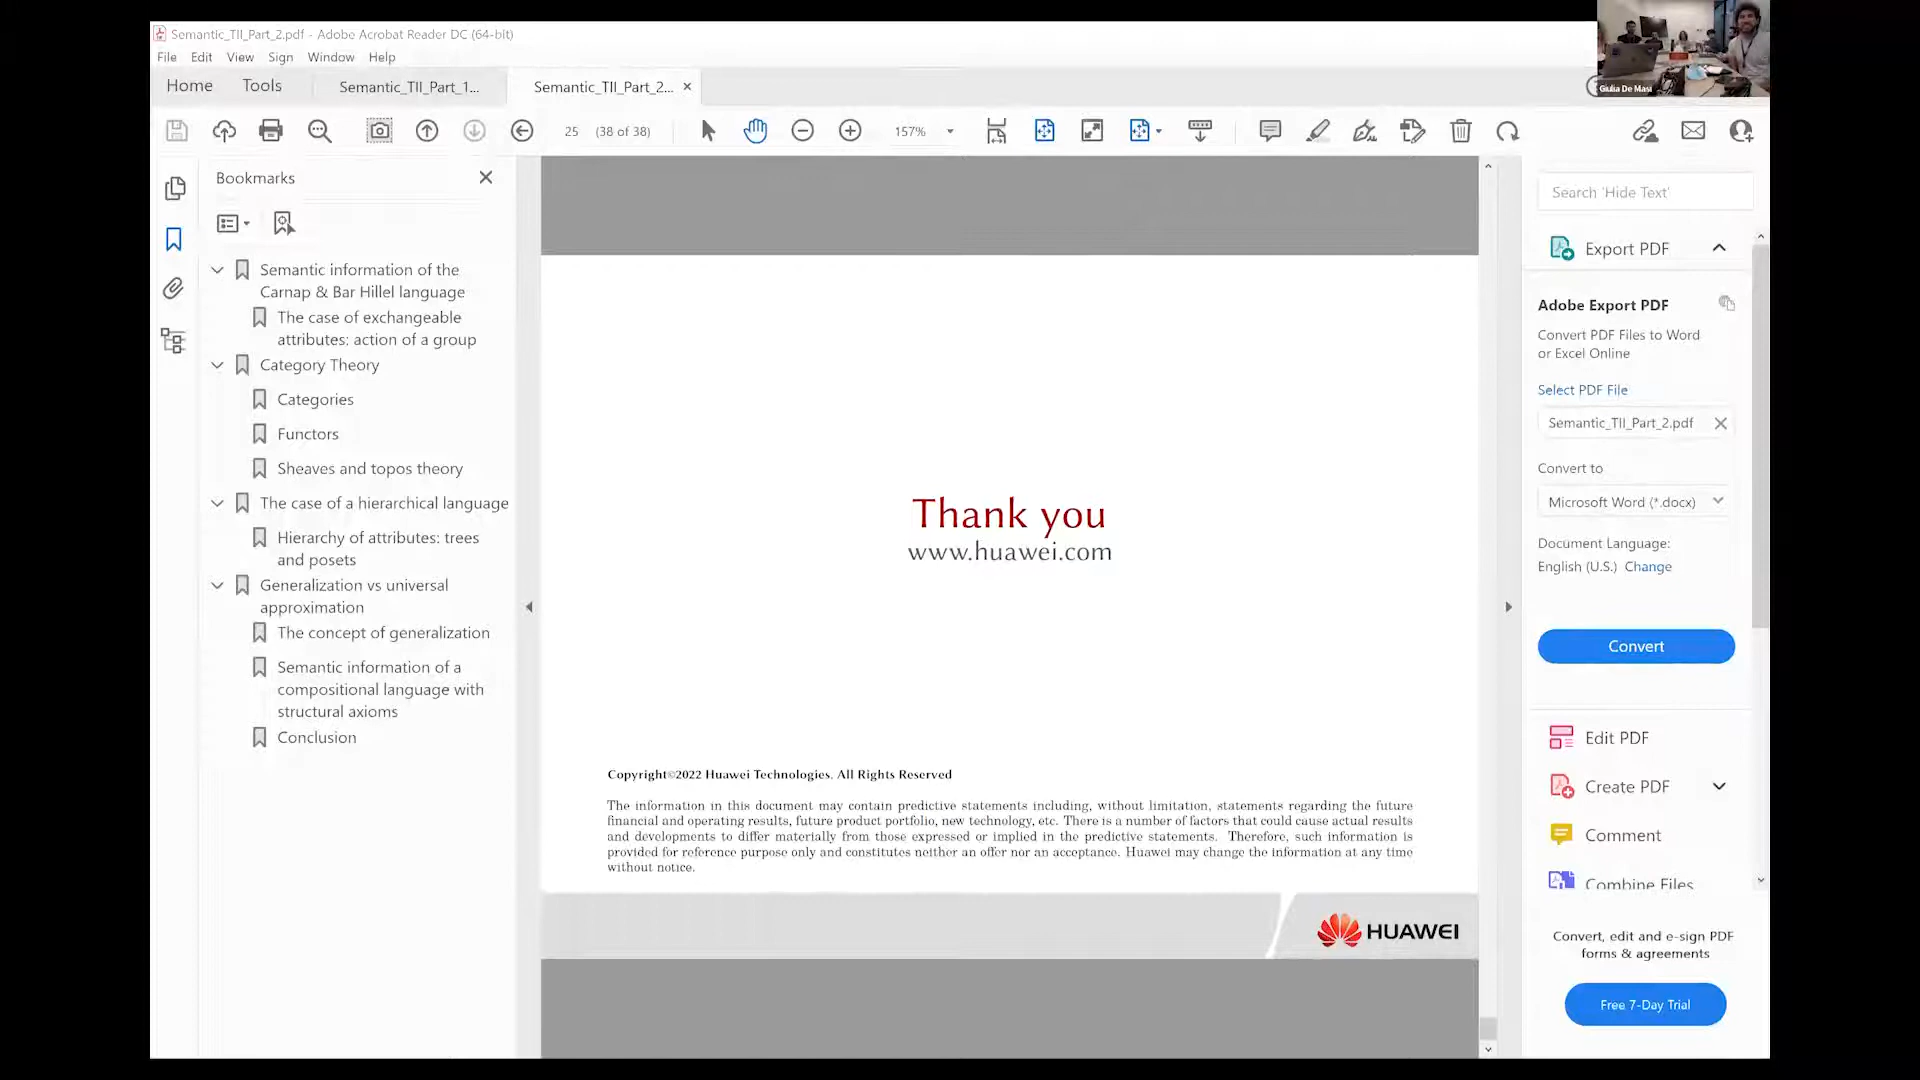 Semantic_TII_Part_2.pdf - Adobe Acrobat Reader DC (64-bit)
File Edit View Sign Window Help
Home Tools Semantic_TII_Part_1... Semantic_TII_Part_2...
25 (38 of 38) 157%
Bookmarks
Semantic information of the
Carnap & Bar Hillel language
The case of exchangeable
attributes: action of a group
Category Theory
Categories
Functors
Sheaves and topos theory
The case of a hierarchical language
Hierarchy of attributes: trees
and posets
Generalization vs universal
approximation
The concept of generalization
Semantic information of a
compositional language with
structural axioms
Conclusion
Thank you
www.huawei.com
Copyright©2022 Huawei Technologies. All Rights Reserved
The information in this document may contain predictive statements including, without limitation, statements regarding the future
financial and operating results, future product portfolio, new technology, etc. There is a number of factors that could cause actual results
and developments to differ materially from those expressed or implied in the predictive statements. Therefore, such information is
provided for reference purpose only and constitutes neither an offer nor an acceptance. Huawei may change the information at any time
without notice.
HUAWEI
Giulia De Masi
Search 'Hide Text'
Export PDF
Adobe Export PDF
Convert PDF Files to Word
or Excel Online
Select PDF File
Semantic_TII_Part_2.pdf
Convert to
Microsoft Word (*.docx)
Document Language:
English (U.S.) Change
Convert
Edit PDF
Create PDF
Comment
Combine Files
Convert, edit and e-sign PDF
forms & agreements
Free 7-Day Trial